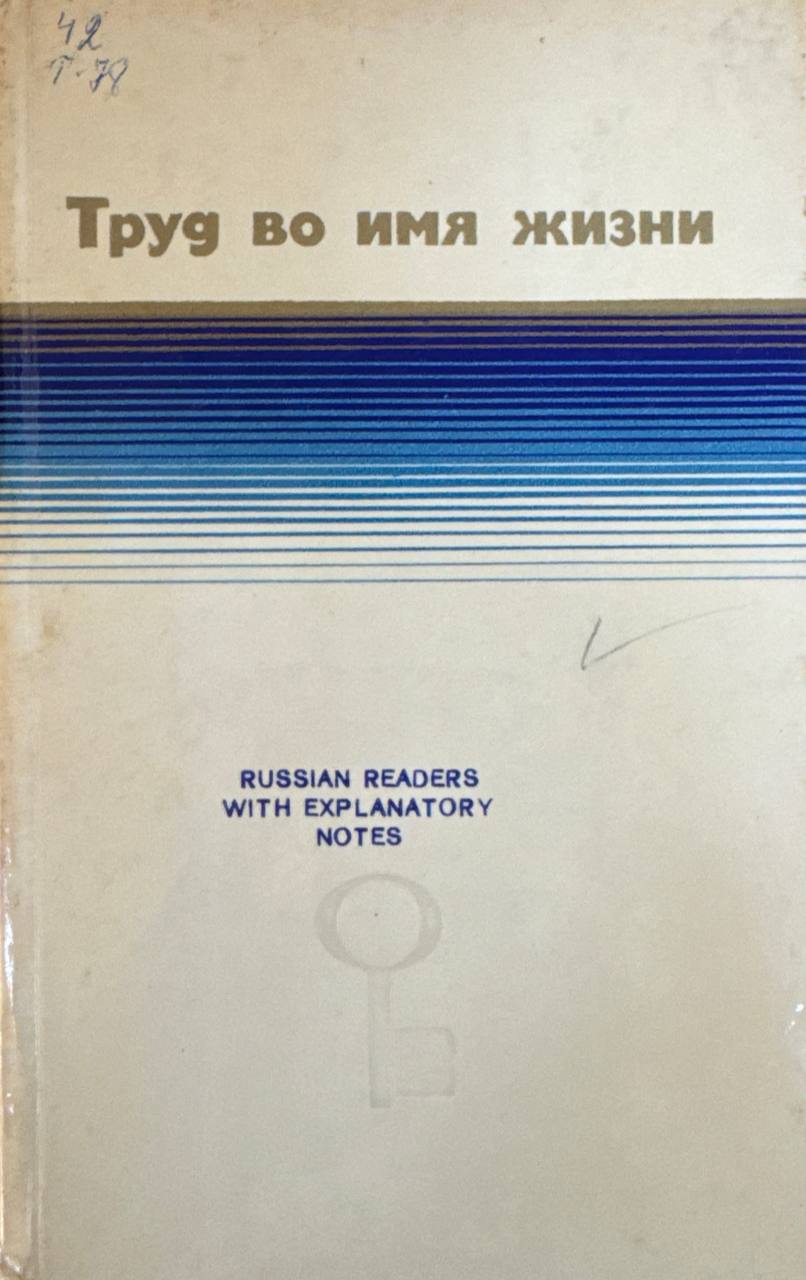 42
Т-78
Труд во имя жизни
RUSSIAN READERS
WITH EXPLANATORY
NOTES